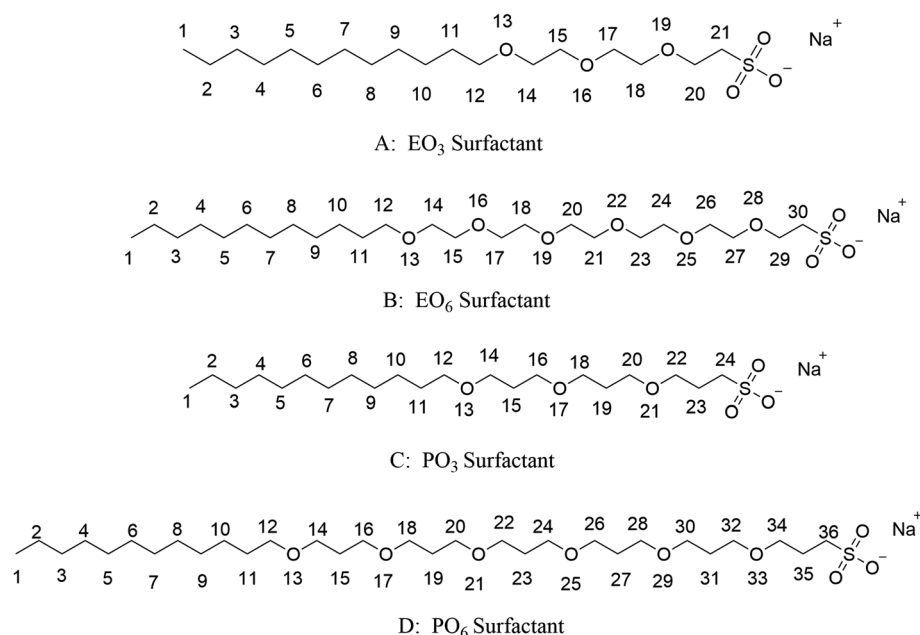 1 3 5 7 9 11 13 15 17 19 21 O O O O S O O⁻ Na⁺
2 4 6 8 10 12 14 16 18 20
A: EO₃ Surfactant
2 4 6 8 10 12 14 16 18 20 22 24 26 28 30 O O O O O O O S O O⁻ Na⁺
1 3 5 7 9 11 13 15 17 19 21 23 25 27 29
B: EO₆ Surfactant
2 4 6 8 10 12 14 16 18 20 22 24 O O O O S O O⁻ Na⁺
1 3 5 7 9 11 13 15 17 19 21 23
C: PO₃ Surfactant
2 4 6 8 10 12 14 16 18 20 22 24 26 28 30 32 34 36 O O O O O O O S O O⁻ Na⁺
1 3 5 7 9 11 13 15 17 19 21 23 25 27 29 31 33 35
D: PO₆ Surfactant